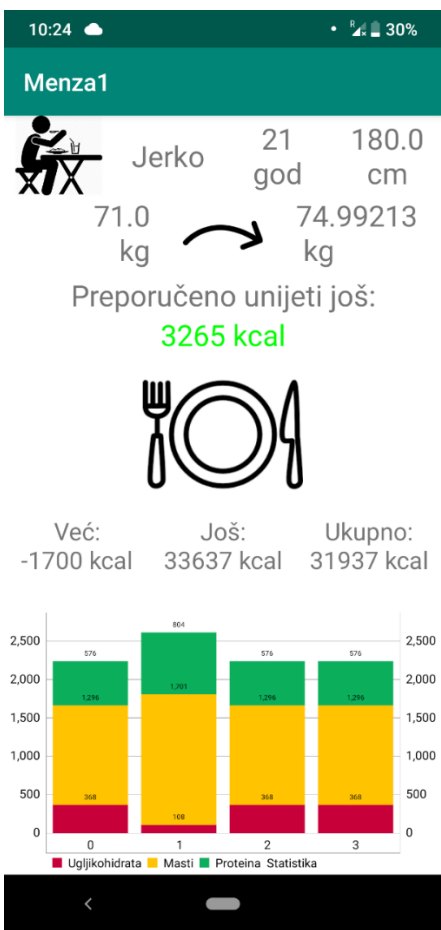 10:24 R 30%
Menza1
Jerko 21 god 180.0 cm
71.0 kg 74.99213 kg
Preporučeno unijeti još:
3265 kcal
Već: Još: Ukupno:
-1700 kcal 33637 kcal 31937 kcal
804
2,500 576 576 576 2,500
2,000 2,000
1,296 1,701 1,296 1,296
1,500 1,500
1,000 1,000
500 368 108 368 368 500
0 0
0 1 2 3
Ugljikohidrata Masti Proteina Statistika